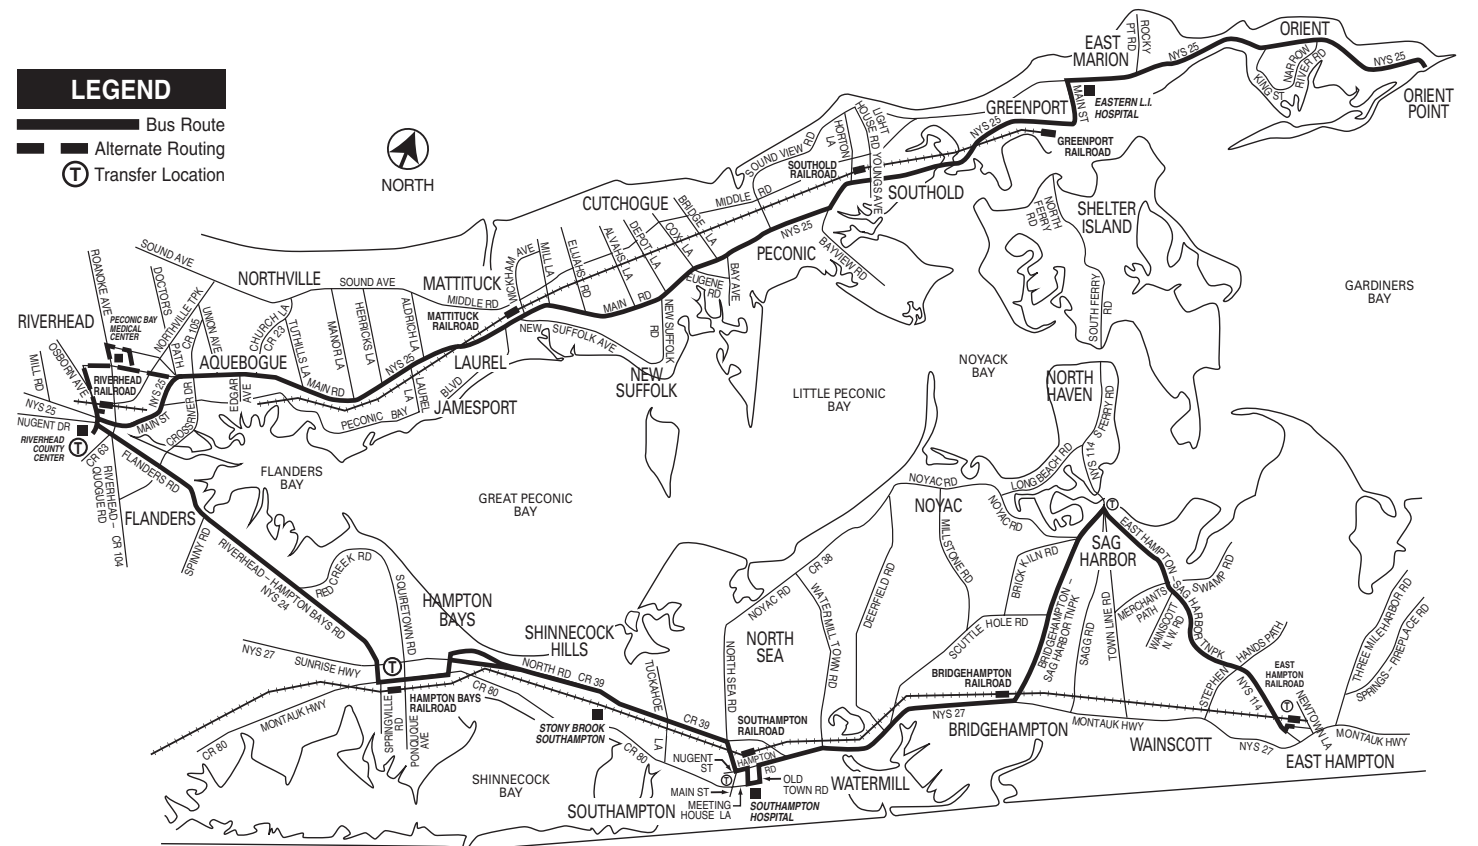 LEGEND
Bus Route
Alternate Routing
T Transfer Location
NORTH
ORIENT
EAST
MARION
ROCKY
PT RD
NYS 25
NARROW
RIVER RD
KING ST
NYS 25
ORIENT
POINT
MAIN ST
EASTERN L.I.
HOSPITAL
GREENPORT
NYS 25
GREENPORT
RAILROAD
LIGHT
HOUSE RD
YOUNGS AVE
HORTON
LA
SOUND VIEW RD
SOUTHOLD
RAILROAD
SOUTHOLD
MIDDLE RD
NORTH
FERRY
RD
SHELTER
ISLAND
SOUTH FERRY
RD
GARDINERS
BAY
CUTCHOGUE
BRIDGE LA
COX LA
DEPOT LA
ALVAHS LA
ELIJAHS RD
MILL LA
WICKHAM AVE
NYS 25
PECONIC
BAYVIEW RD
BAY AVE
EUGENE
RD
MAIN RD
NEW SUFFOLK
RD
NEW SUFFOLK AVE
NEW
SUFFOLK
MATTITUCK
MIDDLE RD
MATTITUCK
RAILROAD
SOUND AVE
NORTHVILLE
SOUND AVE
ROANOKE AVE
DOCTORS
PATH
NORTHVILLE TPK
CR 105
UNION AVE
CHURCH LA
CR 23
TUTHILLS LA
MANOR LA
HERRICKS LA
ALDRICH LA
RIVERHEAD
PECONIC BAY
MEDICAL
CENTER
OSBORN AVE
MILL RD
RIVERHEAD
RAILROAD
NYS 25
NUGENT DR
NYS 25
MAIN ST
AQUEBOGUE
EDGAR
AVE
MAIN RD
NYS 25
LAUREL
LAUREL
LA
PECONIC BAY BLVD
JAMESPORT
CROSSRIVER DR
RIVERHEAD
COUNTY
CENTER
T
CR 63
RIVERHEAD –
QUOGUE RD
CR 104
FLANDERS RD
FLANDERS
BAY
FLANDERS
SPINNY RD
GREAT PECONIC
BAY
LITTLE PECONIC
BAY
NOYACK
BAY
NORTH
HAVEN
S FERRY RD
NYS 114
LONG BEACH RD
NOYAC RD
NOYAC
NOYAC RD
T
SAG
HARBOR
RIVERHEAD – HAMPTON BAYS RD
NYS 24
RED CREEK RD
SQUIRETOWN RD
HAMPTON
BAYS
SHINNECOCK
HILLS
NYS 27
SUNRISE HWY
T
NORTH RD
CR 39
CR 80
HAMPTON BAYS
RAILROAD
MONTAUK HWY
CR 80
SPRINGVILLE
RD
PONQUOGUE
AVE
STONY BROOK
SOUTHAMPTON
CR 80
TUCKAHOE
LA
CR 39
SHINNECOCK
BAY
NORTH SEA RD
NORTH
SEA
NOYAC RD
CR 38
WATERMILL TOWN RD
DEERFIELD RD
MILLSTONE RD
BRICK KILN RD
SCUTTLE HOLE RD
BRIDGEHAMPTON –
SAG HARBOR TNPK
SAGG RD
TOWN LINE RD
MERCHANTS
PATH
WAINSCOTT
N. W. RD
SWAMP RD
EAST HAMPTON – SAG HARBOR TNPK
STEPHEN HANDS PATH
NYS 114
THREE MILE HARBOR RD
SPRINGS – FIREPLACE RD
EAST
HAMPTON
RAILROAD
T
NEWTOWN LA
MONTAUK HWY
EAST HAMPTON
NYS 27
WAINSCOTT
MONTAUK HWY
BRIDGEHAMPTON
RAILROAD
NYS 27
BRIDGEHAMPTON
SOUTHAMPTON
RAILROAD
NUGENT
ST
HAMPTON
RD
T
MAIN ST
MEETING
HOUSE LA
OLD
TOWN RD
SOUTHAMPTON
HOSPITAL
SOUTHAMPTON
WATERMILL